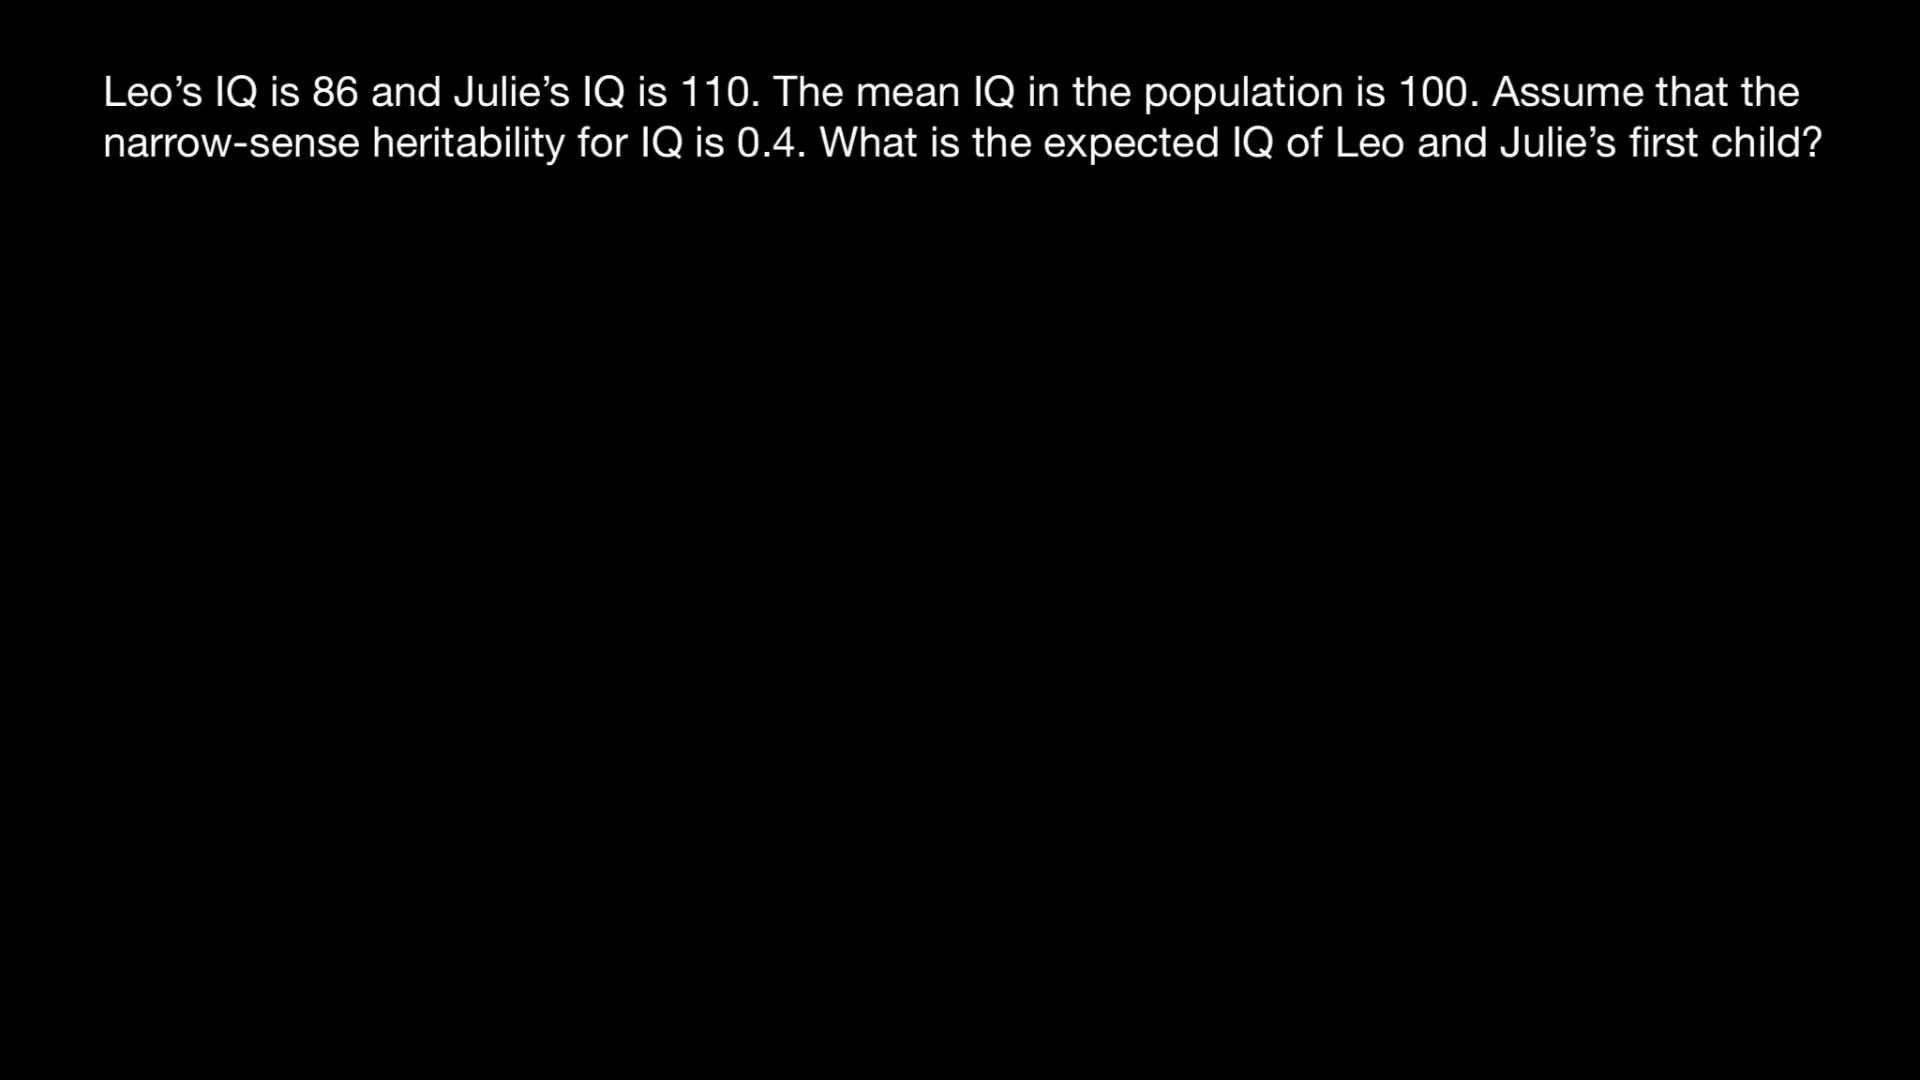 Leo’s IQ is 86 and Julie’s IQ is 110. The mean IQ in the population is 100. Assume that the
narrow-sense heritability for IQ is 0.4. What is the expected IQ of Leo and Julie’s first child?